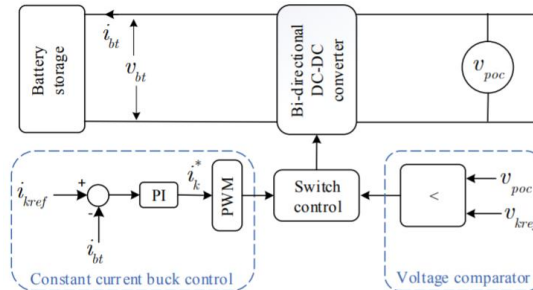 Battery
storage
i_bt
v_bt
Bi-directional
DC-DC
converter
v_poc
i_kref
+
-
i_bt
PI
i_k^*
PWM
Switch
control
<
v_poc
v_kref
Constant current buck control
Voltage comparator